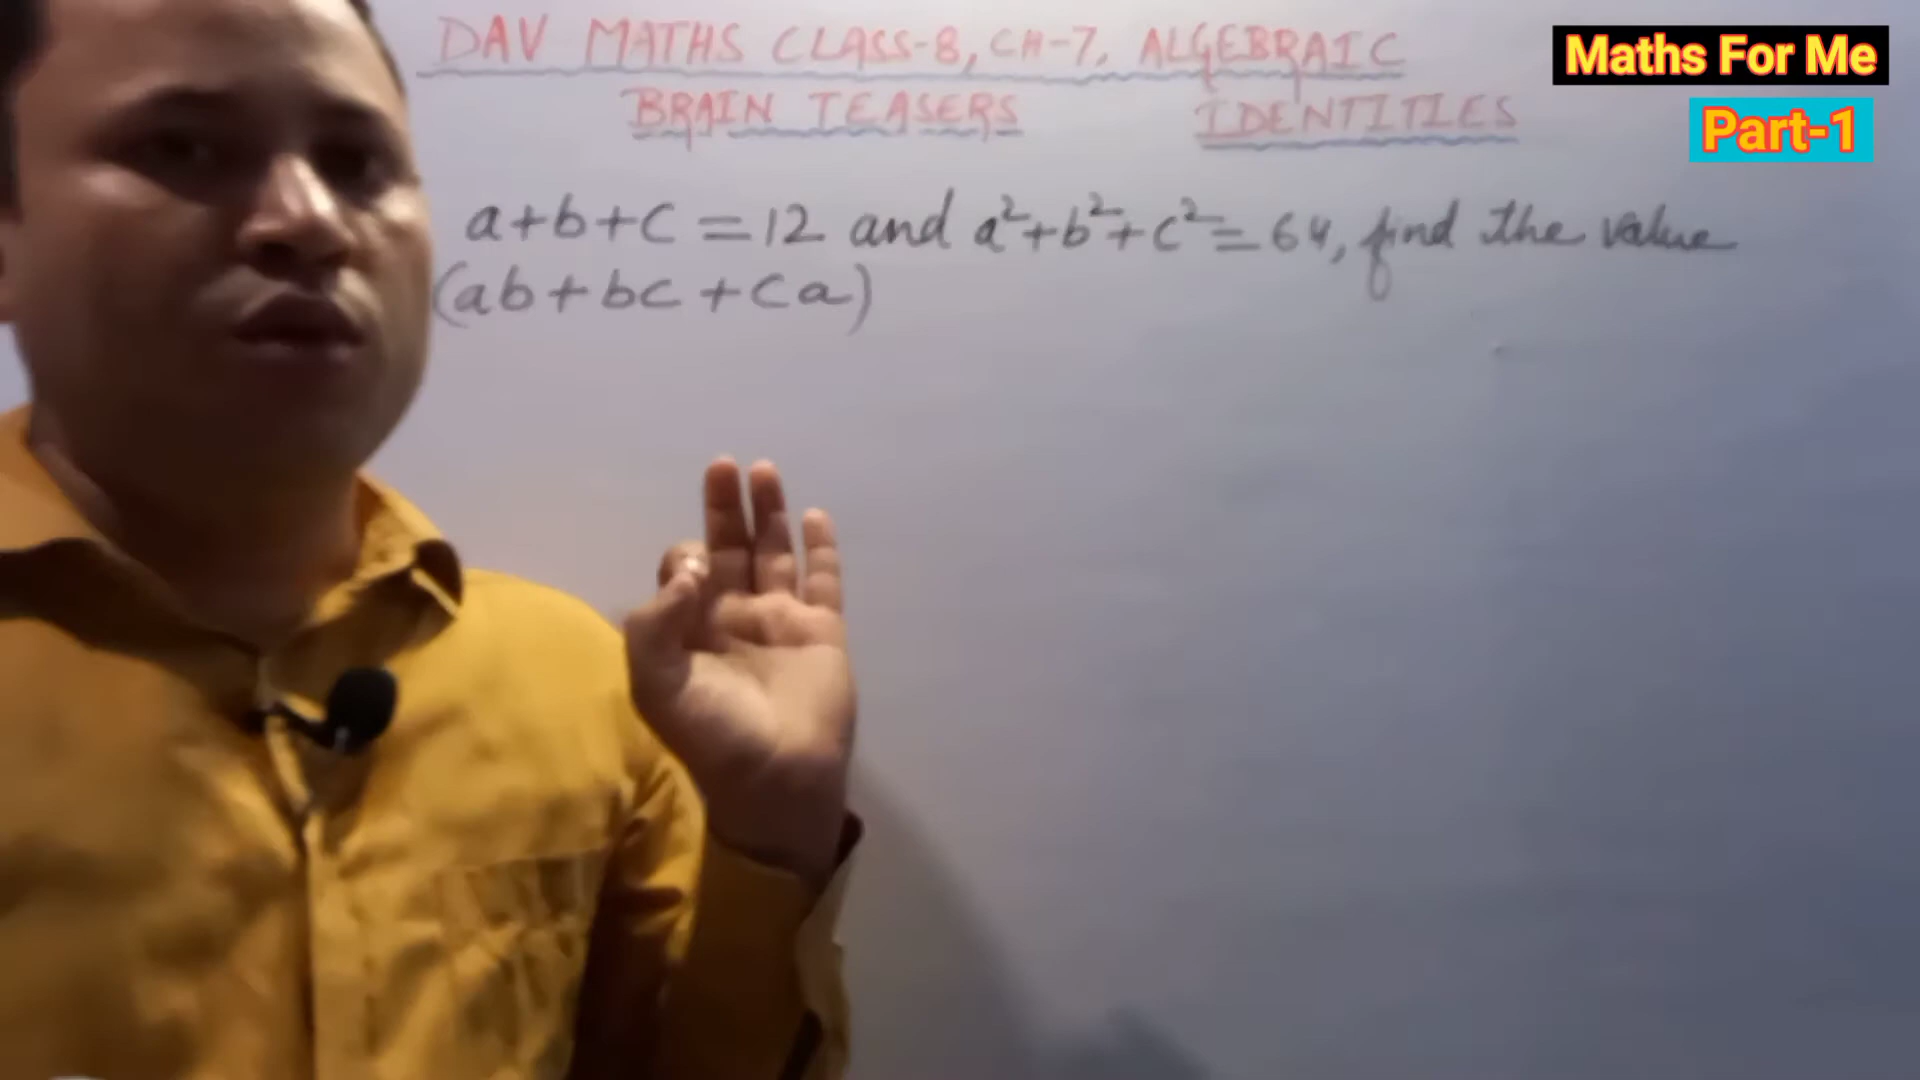 DAV MATHS CLASS-8, CH-7, ALGEBRAIC
BRAIN TEASERS IDENTITIES
Maths For Me
Part-1
a+b+c=12 and a²+b²+c²=64, find the value
(ab+bc+ca)